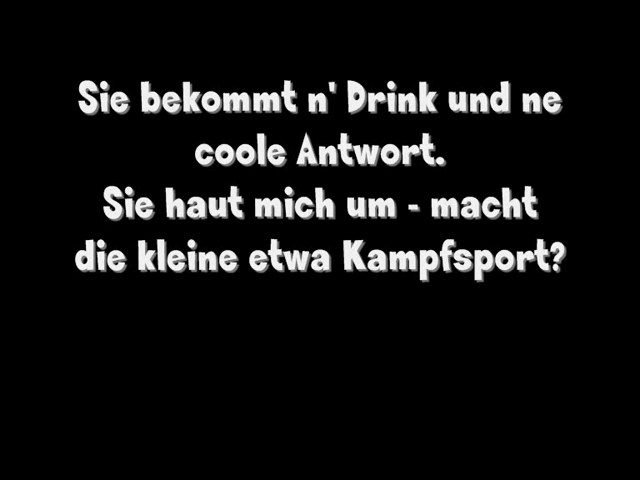 Sie bekommt n' Drink und ne
coole Antwort.
Sie haut mich um - macht
die kleine etwa Kampfsport?